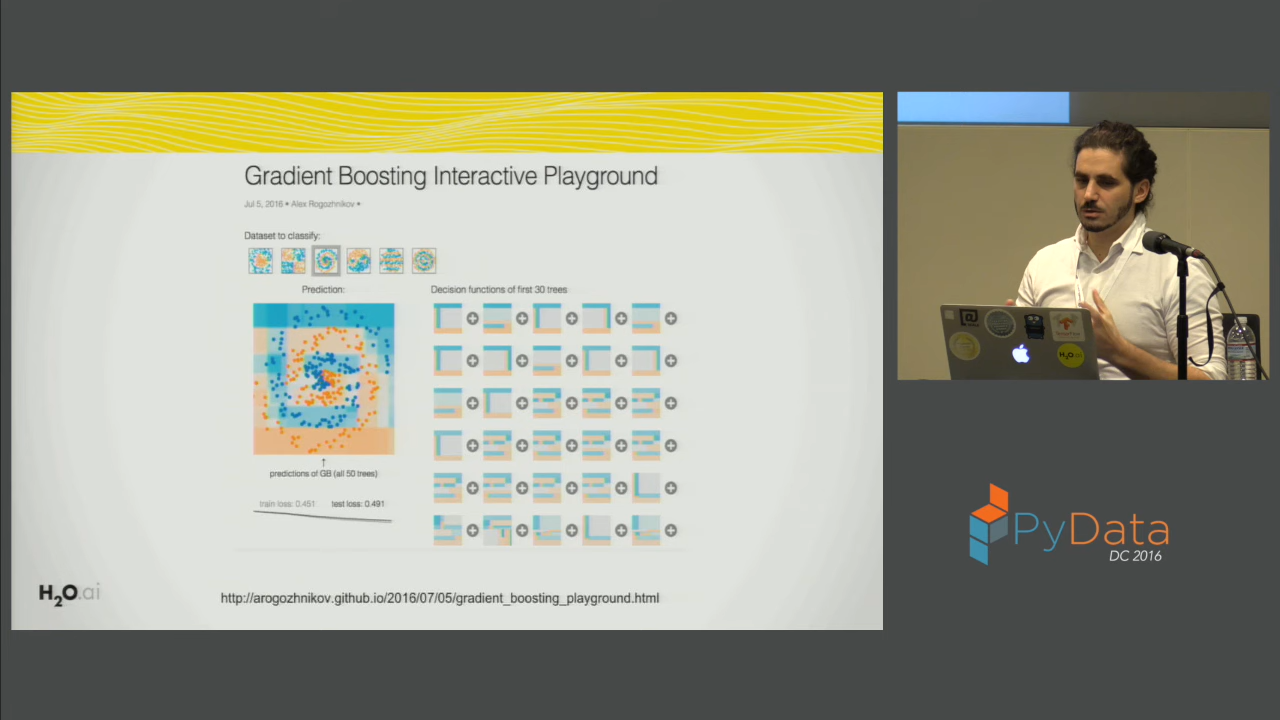 Gradient Boosting Interactive Playground
Jul 5, 2016 • Alex Rogozhnikov •
Dataset to classify:
Prediction:
Decision functions of first 30 trees
predictions of GB (all 50 trees)
train loss: 0.451 test loss: 0.491
H2O.ai
http://arogozhnikov.github.io/2016/07/05/gradient_boosting_playground.html
H2O.ai
PyData
DC 2016